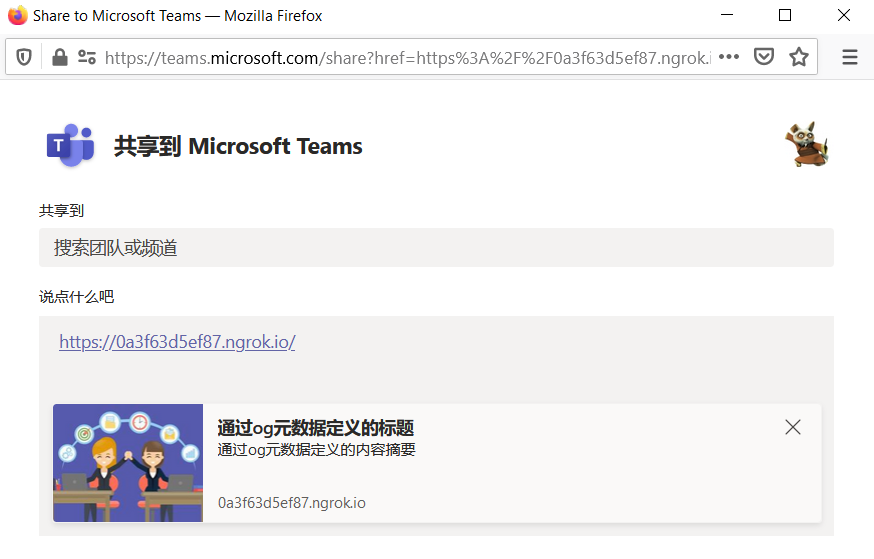 Share to Microsoft Teams — Mozilla Firefox
https://teams.microsoft.com/share?href=https%3A%2F%2F0a3f63d5ef87.ngrok.i
T
共享到 Microsoft Teams
共享到
搜索团队或频道
说点什么吧
https://0a3f63d5ef87.ngrok.io/
通过og元数据定义的标题
通过og元数据定义的内容摘要
0a3f63d5ef87.ngrok.io